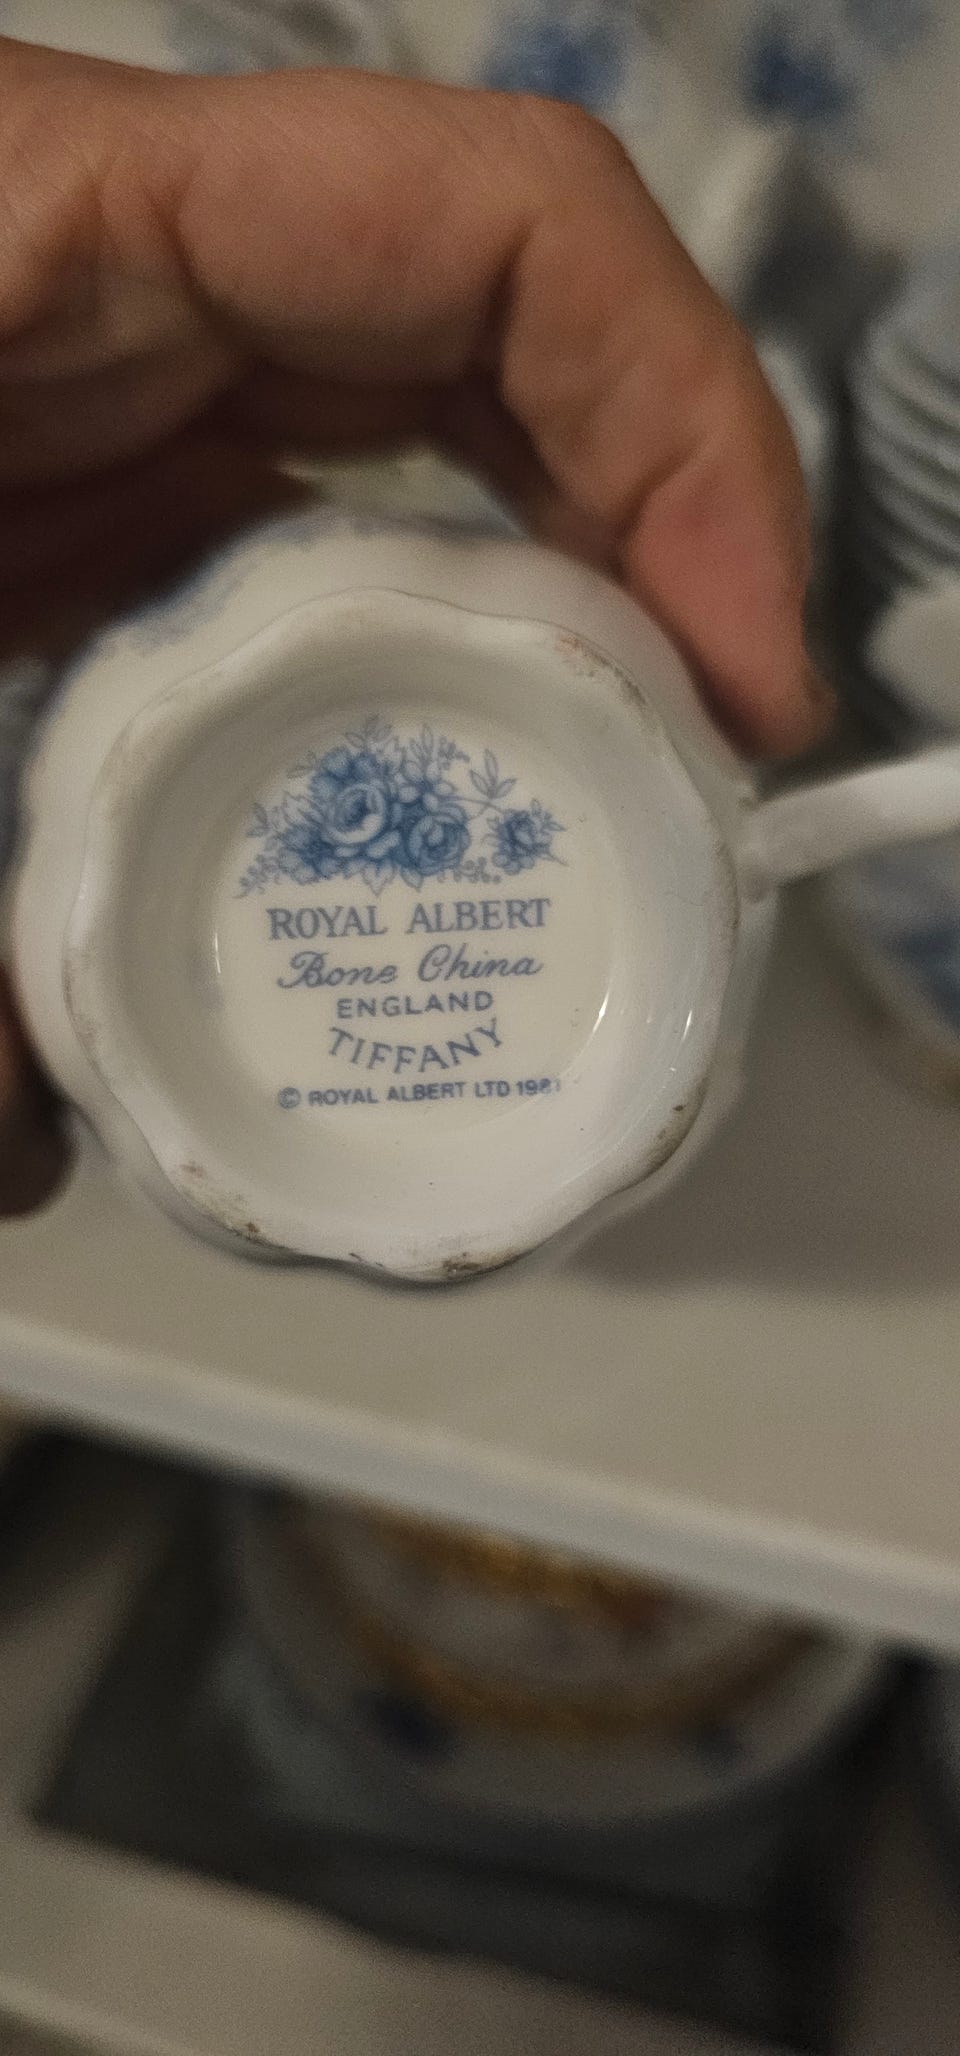 ROYAL ALBERT
Bone China
ENGLAND
TIFFANY
© ROYAL ALBERT LTD